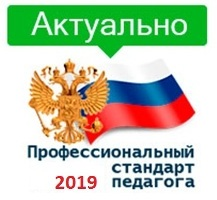 Актуально
Профессиональный
стандарт
2019 педагога